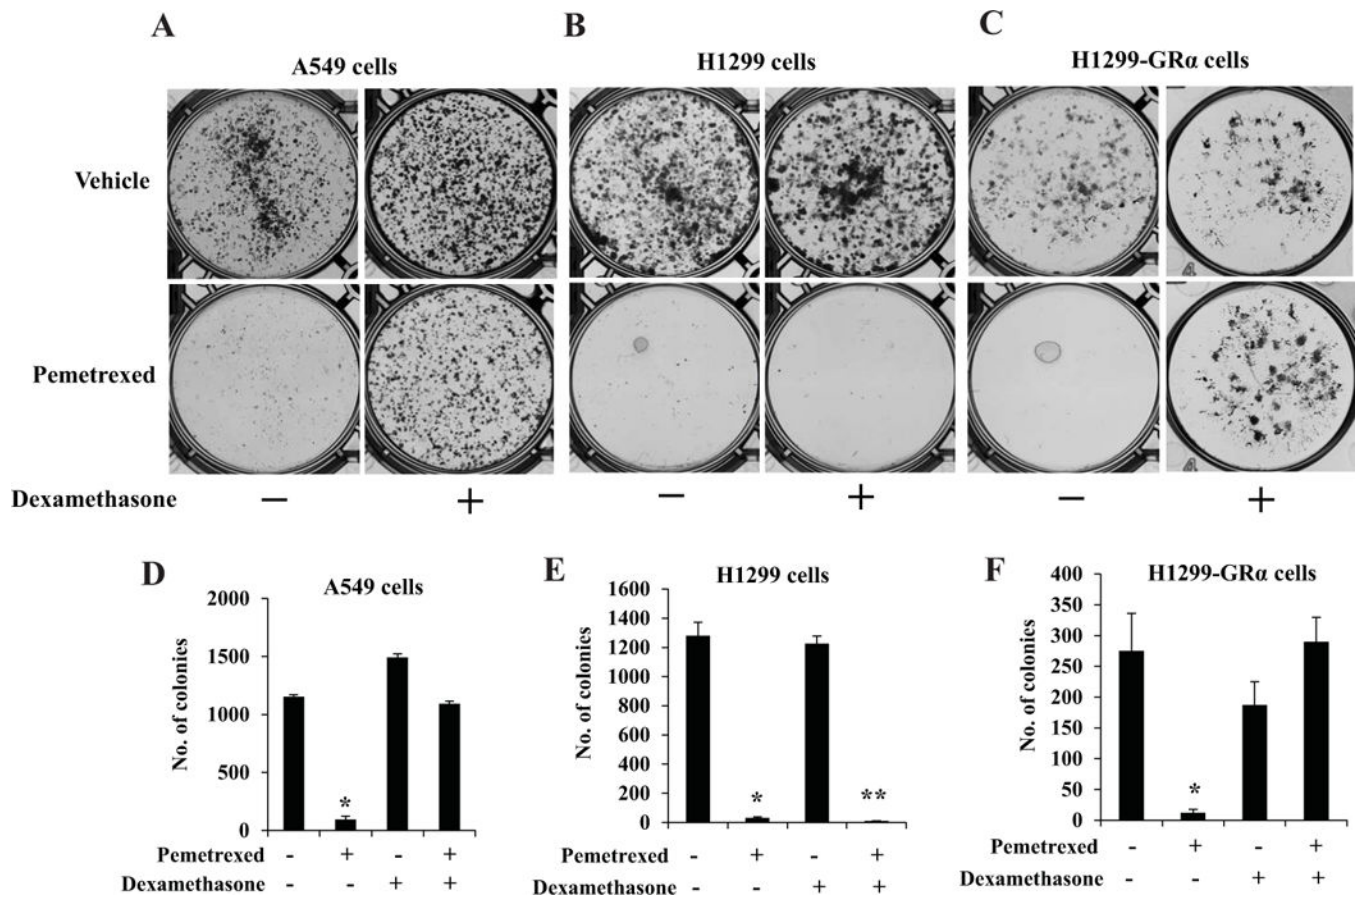 A B C
A549 cells H1299 cells H1299-GRα cells
Vehicle
Pemetrexed
Dexamethasone − + − + − +
D E F
A549 cells H1299 cells H1299-GRα cells
No. of colonies
2000
1500
1000
500
0
*
Pemetrexed - + - +
Dexamethasone - - + +
No. of colonies
1600
1400
1200
1000
800
600
400
200
0
* **
Pemetrexed - + - +
Dexamethasone - - + +
No. of colonies
400
350
300
250
200
150
100
50
0
*
Pemetrexed - + - +
Dexamethasone - - + +